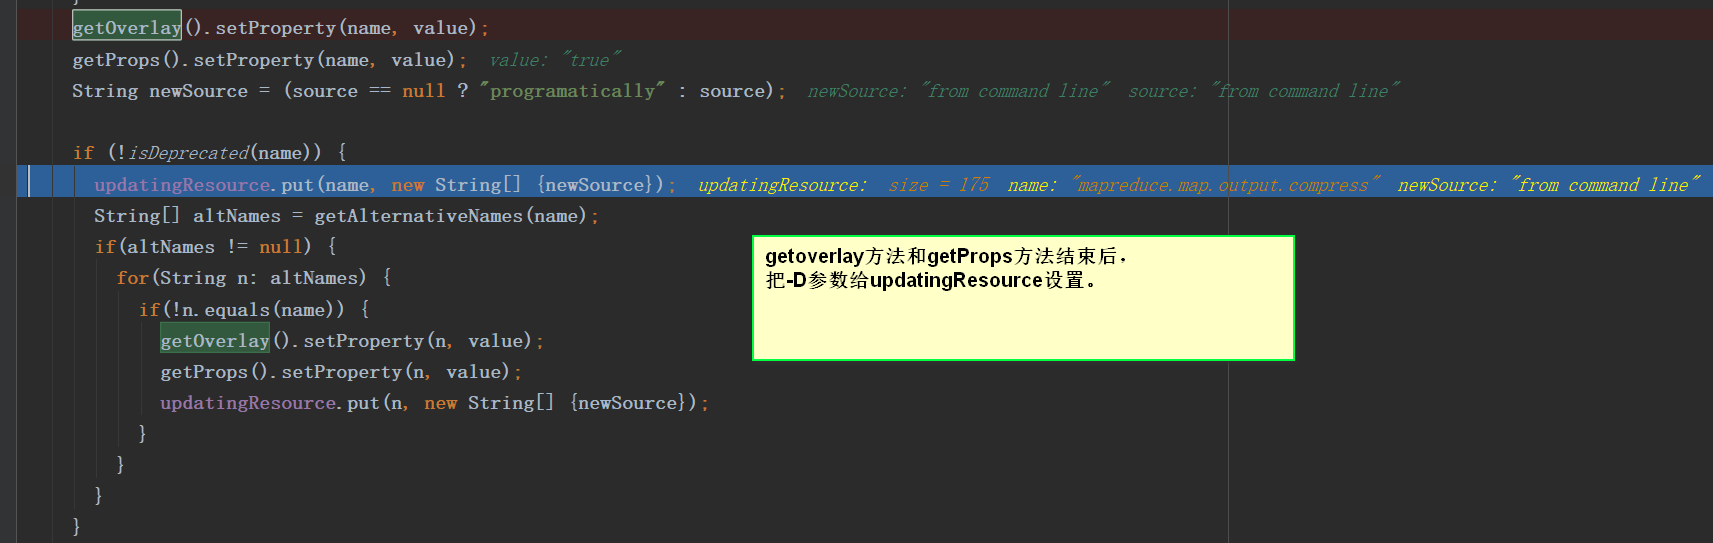 }
getOverlay().setProperty(name, value);
getProps().setProperty(name, value);  value: "true"
String newSource = (source == null ? "programatically" : source);  newSource: "from command line"  source: "from command line"
if (!isDeprecated(name)) {
updatingResource.put(name, new String[] {newSource});  updatingResource:  size = 175  name: "mapreduce.map.output.compress"  newSource: "from command line"
String[] altNames = getAlternativeNames(name);
if(altNames != null) {
for(String n: altNames) {
if(!n.equals(name)) {
getOverlay().setProperty(n, value);
getProps().setProperty(n, value);
updatingResource.put(n, new String[] {newSource});
}
}
}
}
getoverlay方法和getProps方法结束后，
把-D参数给updatingResource设置。